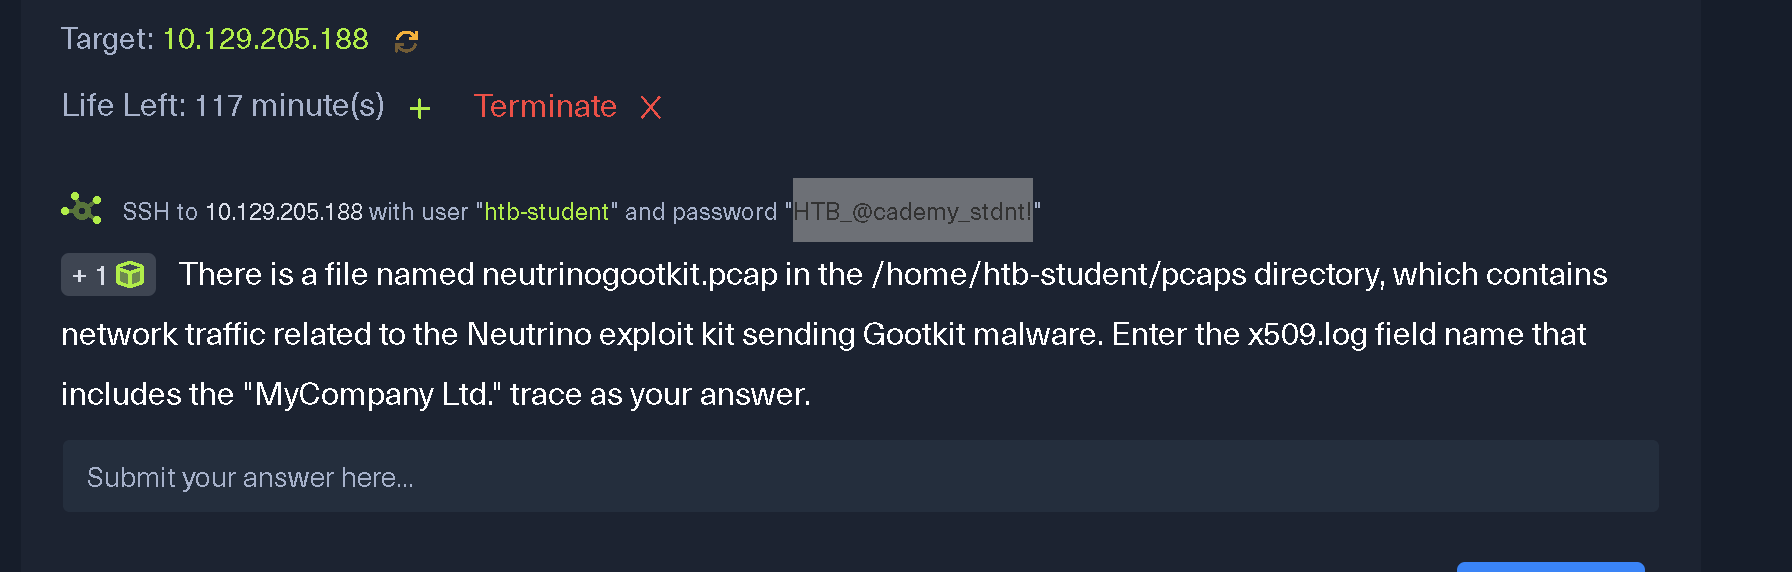 Target: 10.129.205.188
Life Left: 117 minute(s) + Terminate X
SSH to 10.129.205.188 with user "htb-student" and password "HTB_@cademy_stdnt!"
+ 1 There is a file named neutrinogootkit.pcap in the /home/htb-student/pcaps directory, which contains
network traffic related to the Neutrino exploit kit sending Gootkit malware. Enter the x509.log field name that
includes the "MyCompany Ltd." trace as your answer.
Submit your answer here...